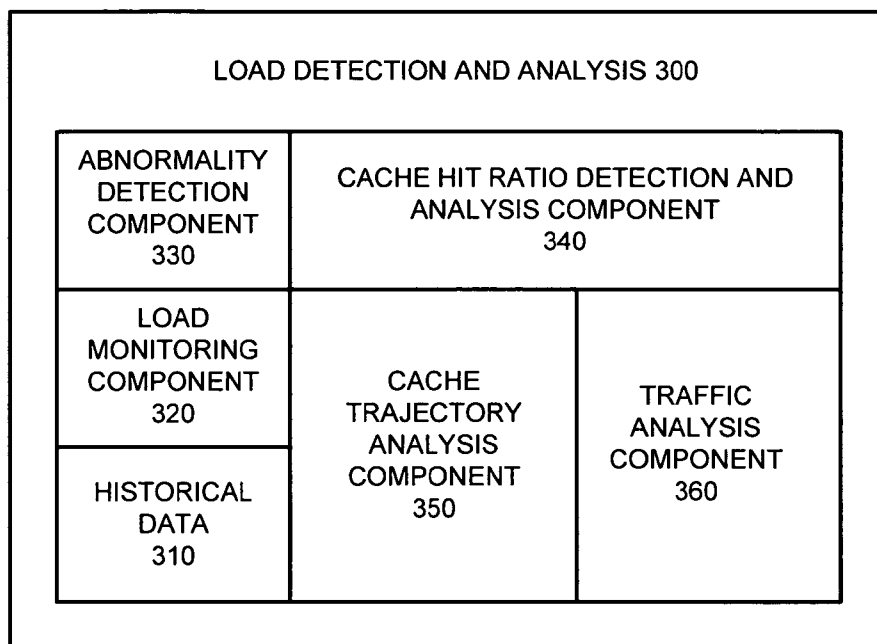 LOAD DETECTION AND ANALYSIS 300
ABNORMALITY
DETECTION
COMPONENT
330
CACHE HIT RATIO DETECTION AND
ANALYSIS COMPONENT
340
LOAD
MONITORING
COMPONENT
320
HISTORICAL
DATA
310
CACHE
TRAJECTORY
ANALYSIS
COMPONENT
350
TRAFFIC
ANALYSIS
COMPONENT
360